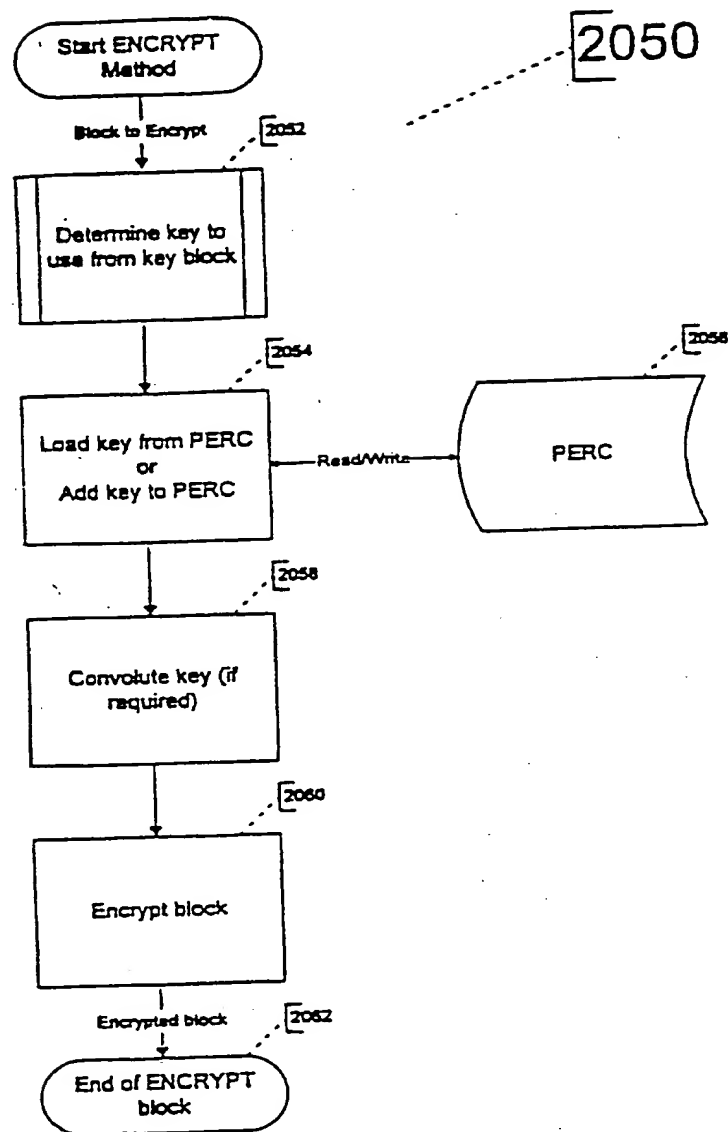 2050
Start ENCRYPT
Method
Block to Encrypt
2052
Determine key to
use from key block
2054
Load key from PERC
or
Add key to PERC
Read/Write
2056
PERC
2058
Convolute key (if
required)
2060
Encrypt block
Encrypted block
2062
End of ENCRYPT
block